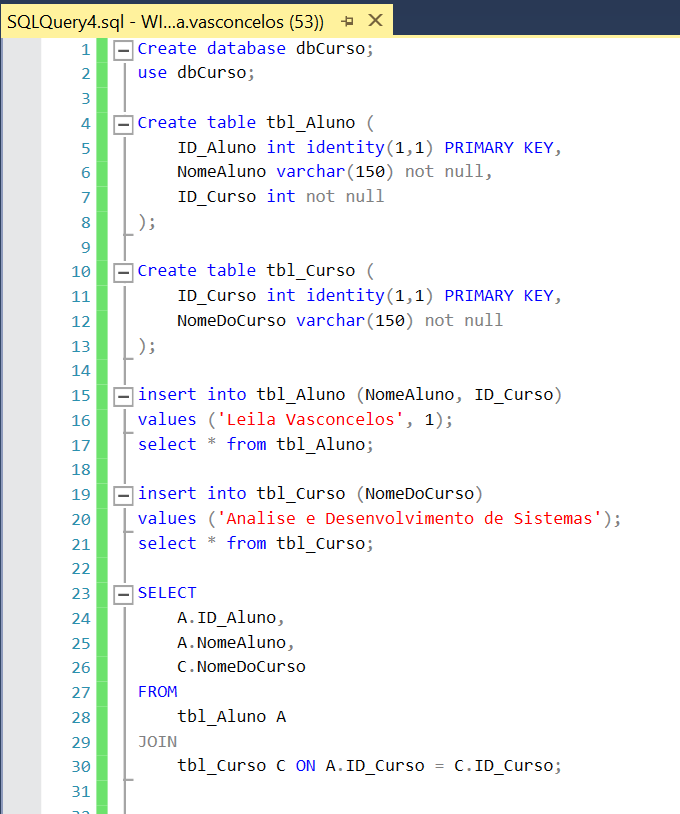 SQLQuery4.sql - WI...a.vasconcelos (53))
1 Create database dbCurso;
2 use dbCurso;
3
4 Create table tbl_Aluno (
5     ID_Aluno int identity(1,1) PRIMARY KEY,
6     NomeAluno varchar(150) not null,
7     ID_Curso int not null
8 );
9
10 Create table tbl_Curso (
11     ID_Curso int identity(1,1) PRIMARY KEY,
12     NomeDoCurso varchar(150) not null
13 );
14
15 insert into tbl_Aluno (NomeAluno, ID_Curso)
16 values ('Leila Vasconcelos', 1);
17 select * from tbl_Aluno;
18
19 insert into tbl_Curso (NomeDoCurso)
20 values ('Analise e Desenvolvimento de Sistemas');
21 select * from tbl_Curso;
22
23 SELECT
24     A.ID_Aluno,
25     A.NomeAluno,
26     C.NomeDoCurso
27 FROM
28     tbl_Aluno A
29 JOIN
30     tbl_Curso C ON A.ID_Curso = C.ID_Curso;
31